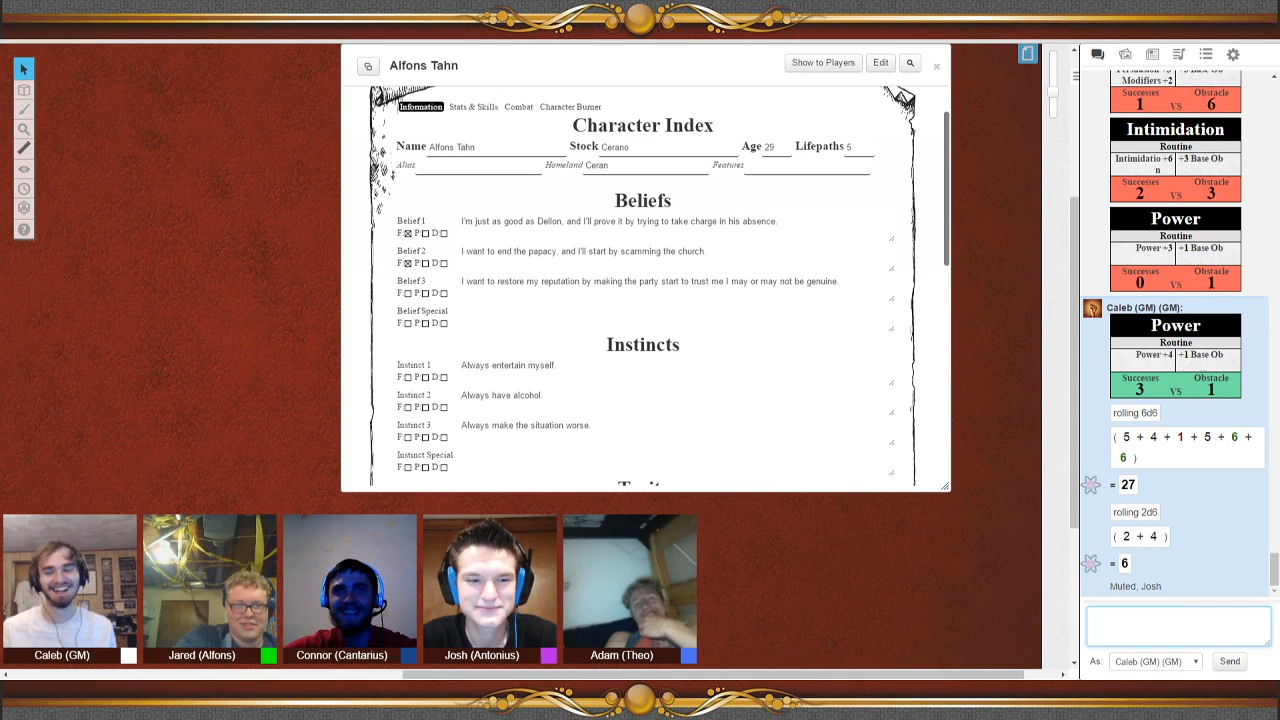 Alfons Tahn
Show to Players
Edit
Information Stats & Skills Combat Character Burner
Character Index
Name Alfons Tahn Stock Cerano Age 29 Lifepaths 5
Alias Homeland Ceran Features
Beliefs
Belief 1 I'm just as good as Dellon, and I'll prove it by trying to take charge in his absence.
F: P: D:
Belief 2 I want to end the papacy, and I'll start by scamming the church.
F: P: D:
Belief 3 I want to restore my reputation by making the party start to trust me I may or may not be genuine.
F: P: D:
Belief Special
F: P: D:
Instincts
Instinct 1 Always entertain myself.
F: P: D:
Instinct 2 Always have alcohol.
F: P: D:
Instinct 3 Always make the situation worse.
F: P: D:
Instinct Special
F: P: D:
Caleb (GM)
Jared (Alfons)
Connor (Cantarius)
Josh (Antonius)
Adam (Theo)
Modifiers +2
Successes Obstacle
1 VS 6
Intimidation
Routine
Intimidatio +6 +3 Base Ob
n
Successes Obstacle
2 VS 3
Power
Routine
Power +3 +1 Base Ob
Successes Obstacle
0 VS 1
Caleb (GM) (GM):
Power
Routine
Power +4 +1 Base Ob
Successes Obstacle
3 VS 1
rolling 6d6
( 5 + 4 + 1 + 5 + 6 +
6 )
= 27
rolling 2d6
( 2 + 4 )
= 6
Muted, Josh
As: Caleb (GM) (GM) Send